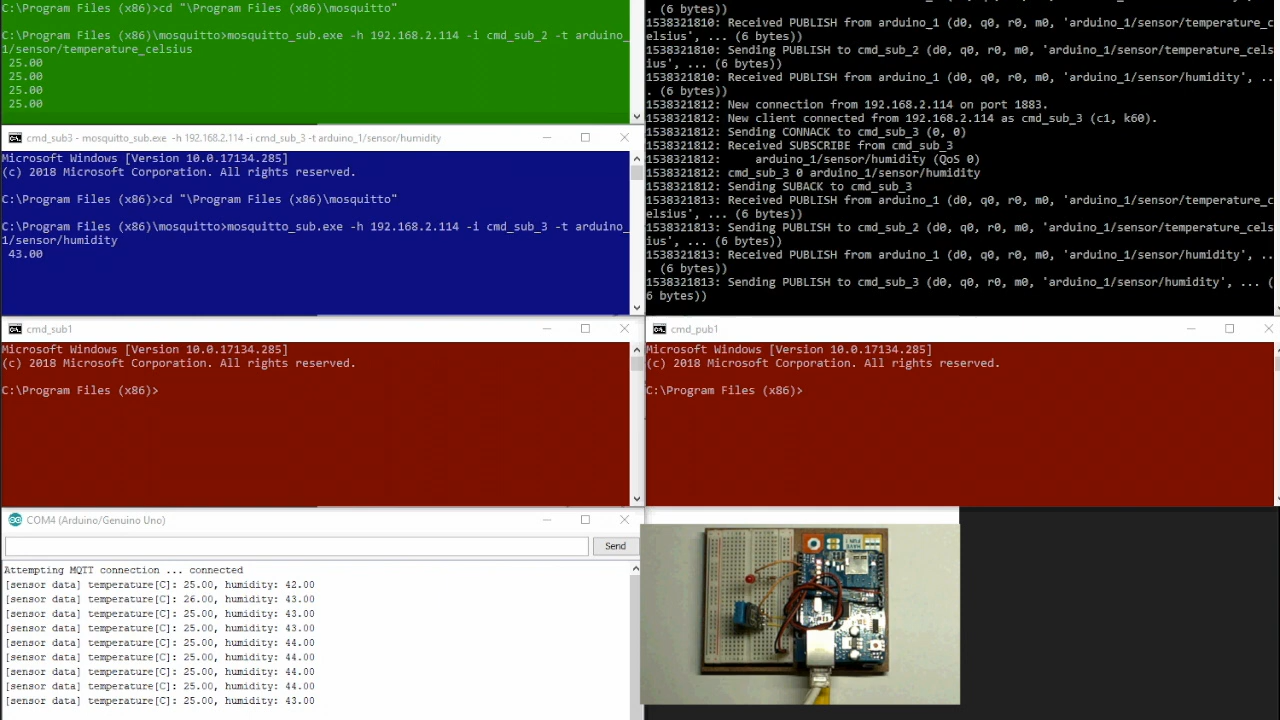 C:\Program Files (x86)>cd "\Program Files (x86)\mosquitto"
C:\Program Files (x86)\mosquitto>mosquitto_sub.exe -h 192.168.2.114 -i cmd_sub_2 -t arduino_
1/sensor/temperature_celsius
25.00
25.00
25.00
25.00
cmd_sub3 - mosquitto_sub.exe -h 192.168.2.114 -i cmd_sub_3 -t arduino_1/sensor/humidity
Microsoft Windows [Version 10.0.17134.285]
(c) 2018 Microsoft Corporation. All rights reserved.
C:\Program Files (x86)>cd "\Program Files (x86)\mosquitto"
C:\Program Files (x86)\mosquitto>mosquitto_sub.exe -h 192.168.2.114 -i cmd_sub_3 -t arduino_
1/sensor/humidity
43.00
. (6 bytes))
1538321810: Received PUBLISH from arduino_1 (d0, q0, r0, m0, 'arduino_1/sensor/temperature_c
elsius', ... (6 bytes))
1538321810: Sending PUBLISH to cmd_sub_2 (d0, q0, r0, m0, 'arduino_1/sensor/temperature_cels
ius', ... (6 bytes))
1538321810: Received PUBLISH from arduino_1 (d0, q0, r0, m0, 'arduino_1/sensor/humidity', ..
. (6 bytes))
1538321812: New connection from 192.168.2.114 on port 1883.
1538321812: New client connected from 192.168.2.114 as cmd_sub_3 (c1, k60).
1538321812: Sending CONNACK to cmd_sub_3 (0, 0)
1538321812: Received SUBSCRIBE from cmd_sub_3
1538321812: arduino_1/sensor/humidity (QoS 0)
1538321812: cmd_sub_3 0 arduino_1/sensor/humidity
1538321812: Sending SUBACK to cmd_sub_3
1538321813: Received PUBLISH from arduino_1 (d0, q0, r0, m0, 'arduino_1/sensor/temperature_c
elsius', ... (6 bytes))
1538321813: Sending PUBLISH to cmd_sub_2 (d0, q0, r0, m0, 'arduino_1/sensor/temperature_cels
ius', ... (6 bytes))
1538321813: Received PUBLISH from arduino_1 (d0, q0, r0, m0, 'arduino_1/sensor/humidity', ..
. (6 bytes))
1538321813: Sending PUBLISH to cmd_sub_3 (d0, q0, r0, m0, 'arduino_1/sensor/humidity', ... (
6 bytes))
cmd_sub1
Microsoft Windows [Version 10.0.17134.285]
(c) 2018 Microsoft Corporation. All rights reserved.
C:\Program Files (x86)>
cmd_pub1
Microsoft Windows [Version 10.0.17134.285]
(c) 2018 Microsoft Corporation. All rights reserved.
C:\Program Files (x86)>
COM4 (Arduino/Genuino Uno)
Send
Attempting MQTT connection ... connected
[sensor data] temperature[C]: 25.00, humidity: 42.00
[sensor data] temperature[C]: 26.00, humidity: 43.00
[sensor data] temperature[C]: 25.00, humidity: 43.00
[sensor data] temperature[C]: 25.00, humidity: 43.00
[sensor data] temperature[C]: 25.00, humidity: 44.00
[sensor data] temperature[C]: 25.00, humidity: 44.00
[sensor data] temperature[C]: 25.00, humidity: 44.00
[sensor data] temperature[C]: 25.00, humidity: 44.00
[sensor data] temperature[C]: 25.00, humidity: 43.00